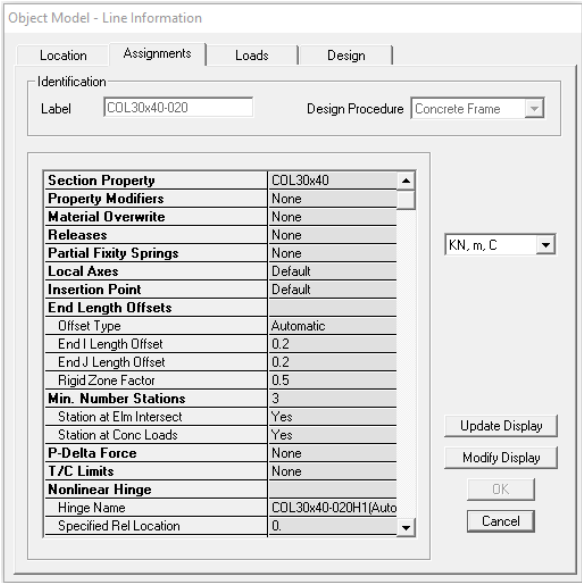 Object Model - Line Information
Location Assignments Loads Design
Identification
Label COL30x40-020 Design Procedure Concrete Frame
Section Property COL30x40
Property Modifiers None
Material Overwrite None
Releases None
Partial Fixity Springs None
Local Axes Default
Insertion Point Default
End Length Offsets
Offset Type Automatic
End I Length Offset 0.2
End J Length Offset 0.2
Rigid Zone Factor 0.5
Min. Number Stations 3
Station at Elm Intersect Yes
Station at Conc Loads Yes
P-Delta Force None
T/C Limits None
Nonlinear Hinge
Hinge Name COL30x40-020H1(Auto
Specified Rel Location 0.
KN, m, C
Update Display
Modify Display
OK
Cancel